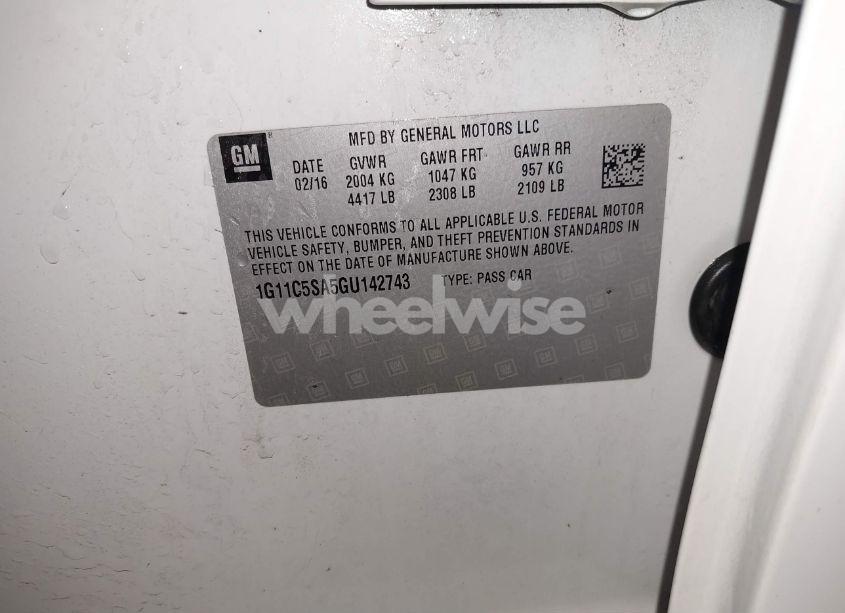 GM ® MFD BY GENERAL MOTORS LLC
DATE GVWR GAWR FRT GAWR RR
02/16 2004 KG 1047 KG 957 KG
4417 LB 2308 LB 2109 LB
THIS VEHICLE CONFORMS TO ALL APPLICABLE U.S. FEDERAL MOTOR
VEHICLE SAFETY, BUMPER, AND THEFT PREVENTION STANDARDS IN
EFFECT ON THE DATE OF MANUFACTURE SHOWN ABOVE.
1G11C5SA5GU142743 TYPE: PASS CAR
wheelwise